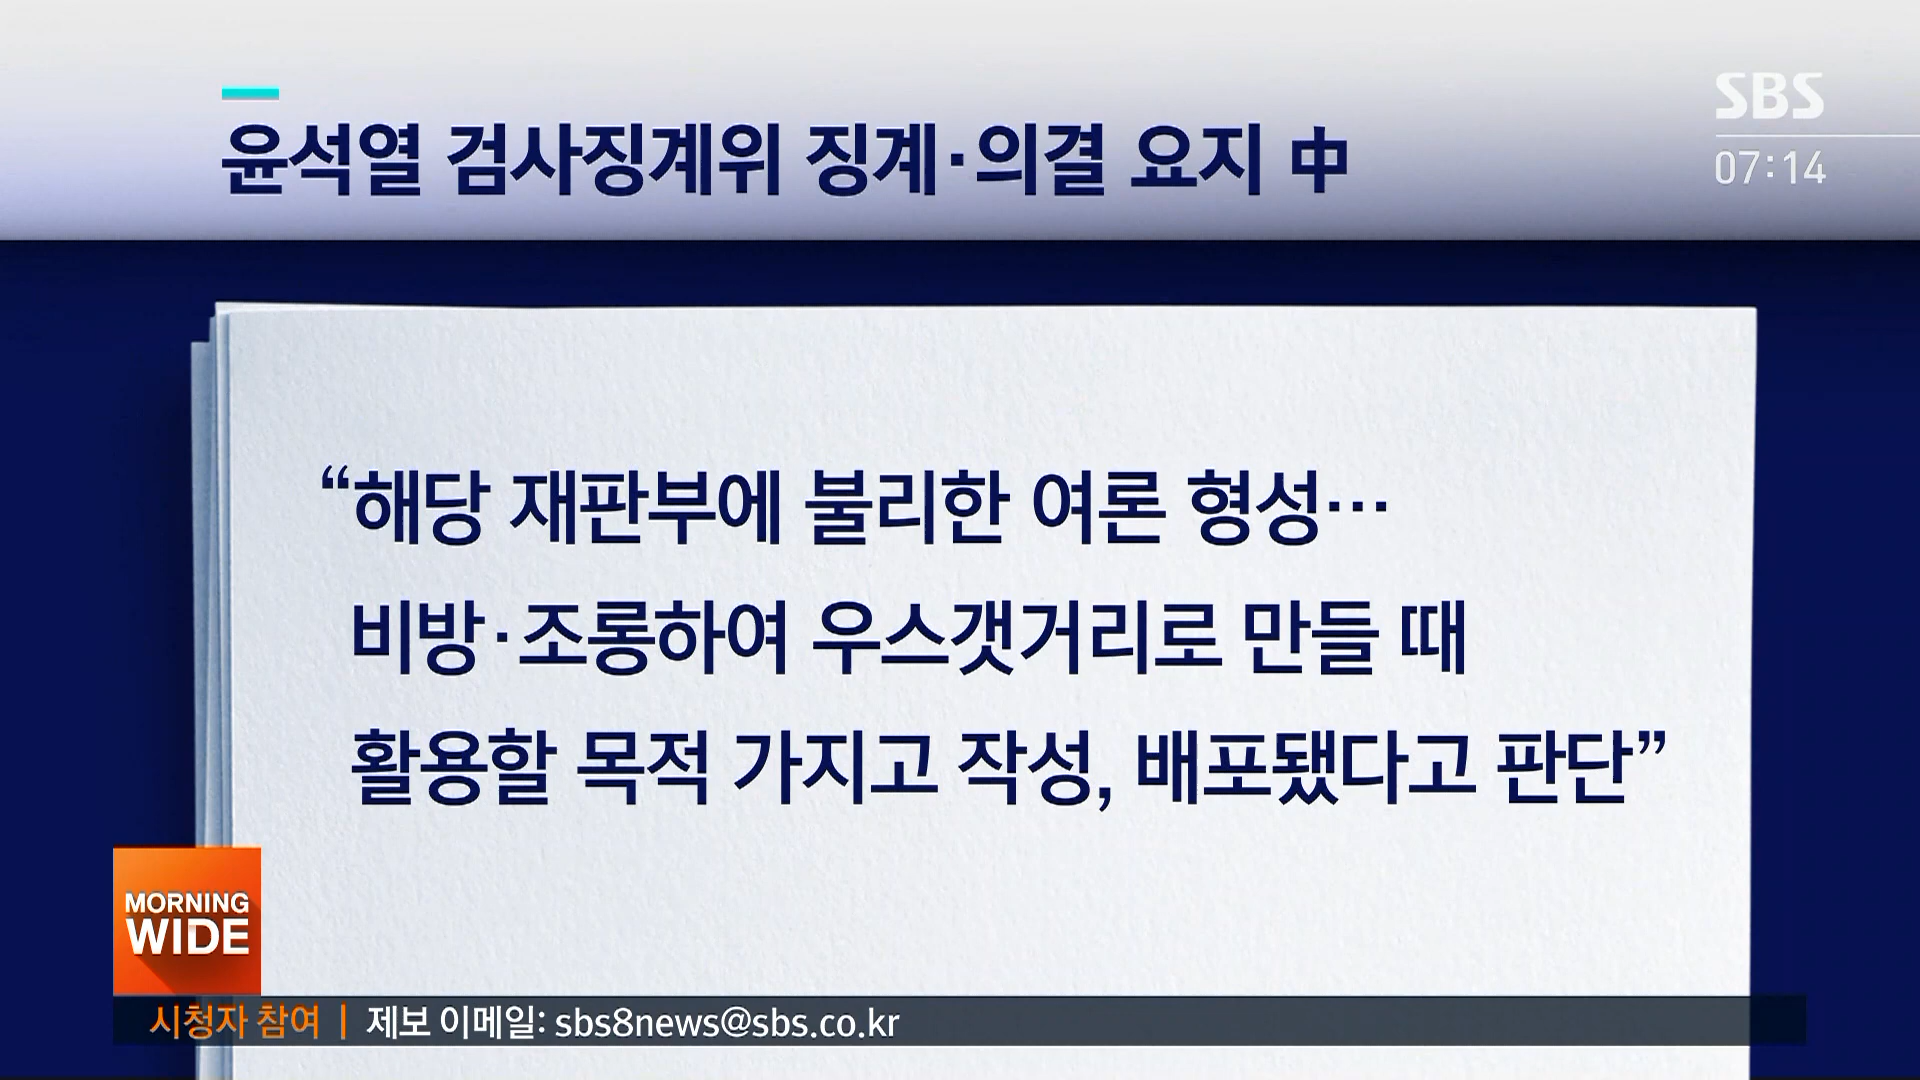 윤석열 검사징계위 징계·의결 요지 中
SBS
07:14
“해당 재판부에 불리한 여론 형성…
비방·조롱하여 우스갯거리로 만들 때
활용할 목적 가지고 작성, 배포됐다고 판단”
MORNING
WIDE
시청자 참여 | 제보 이메일: sbs8news@sbs.co.kr